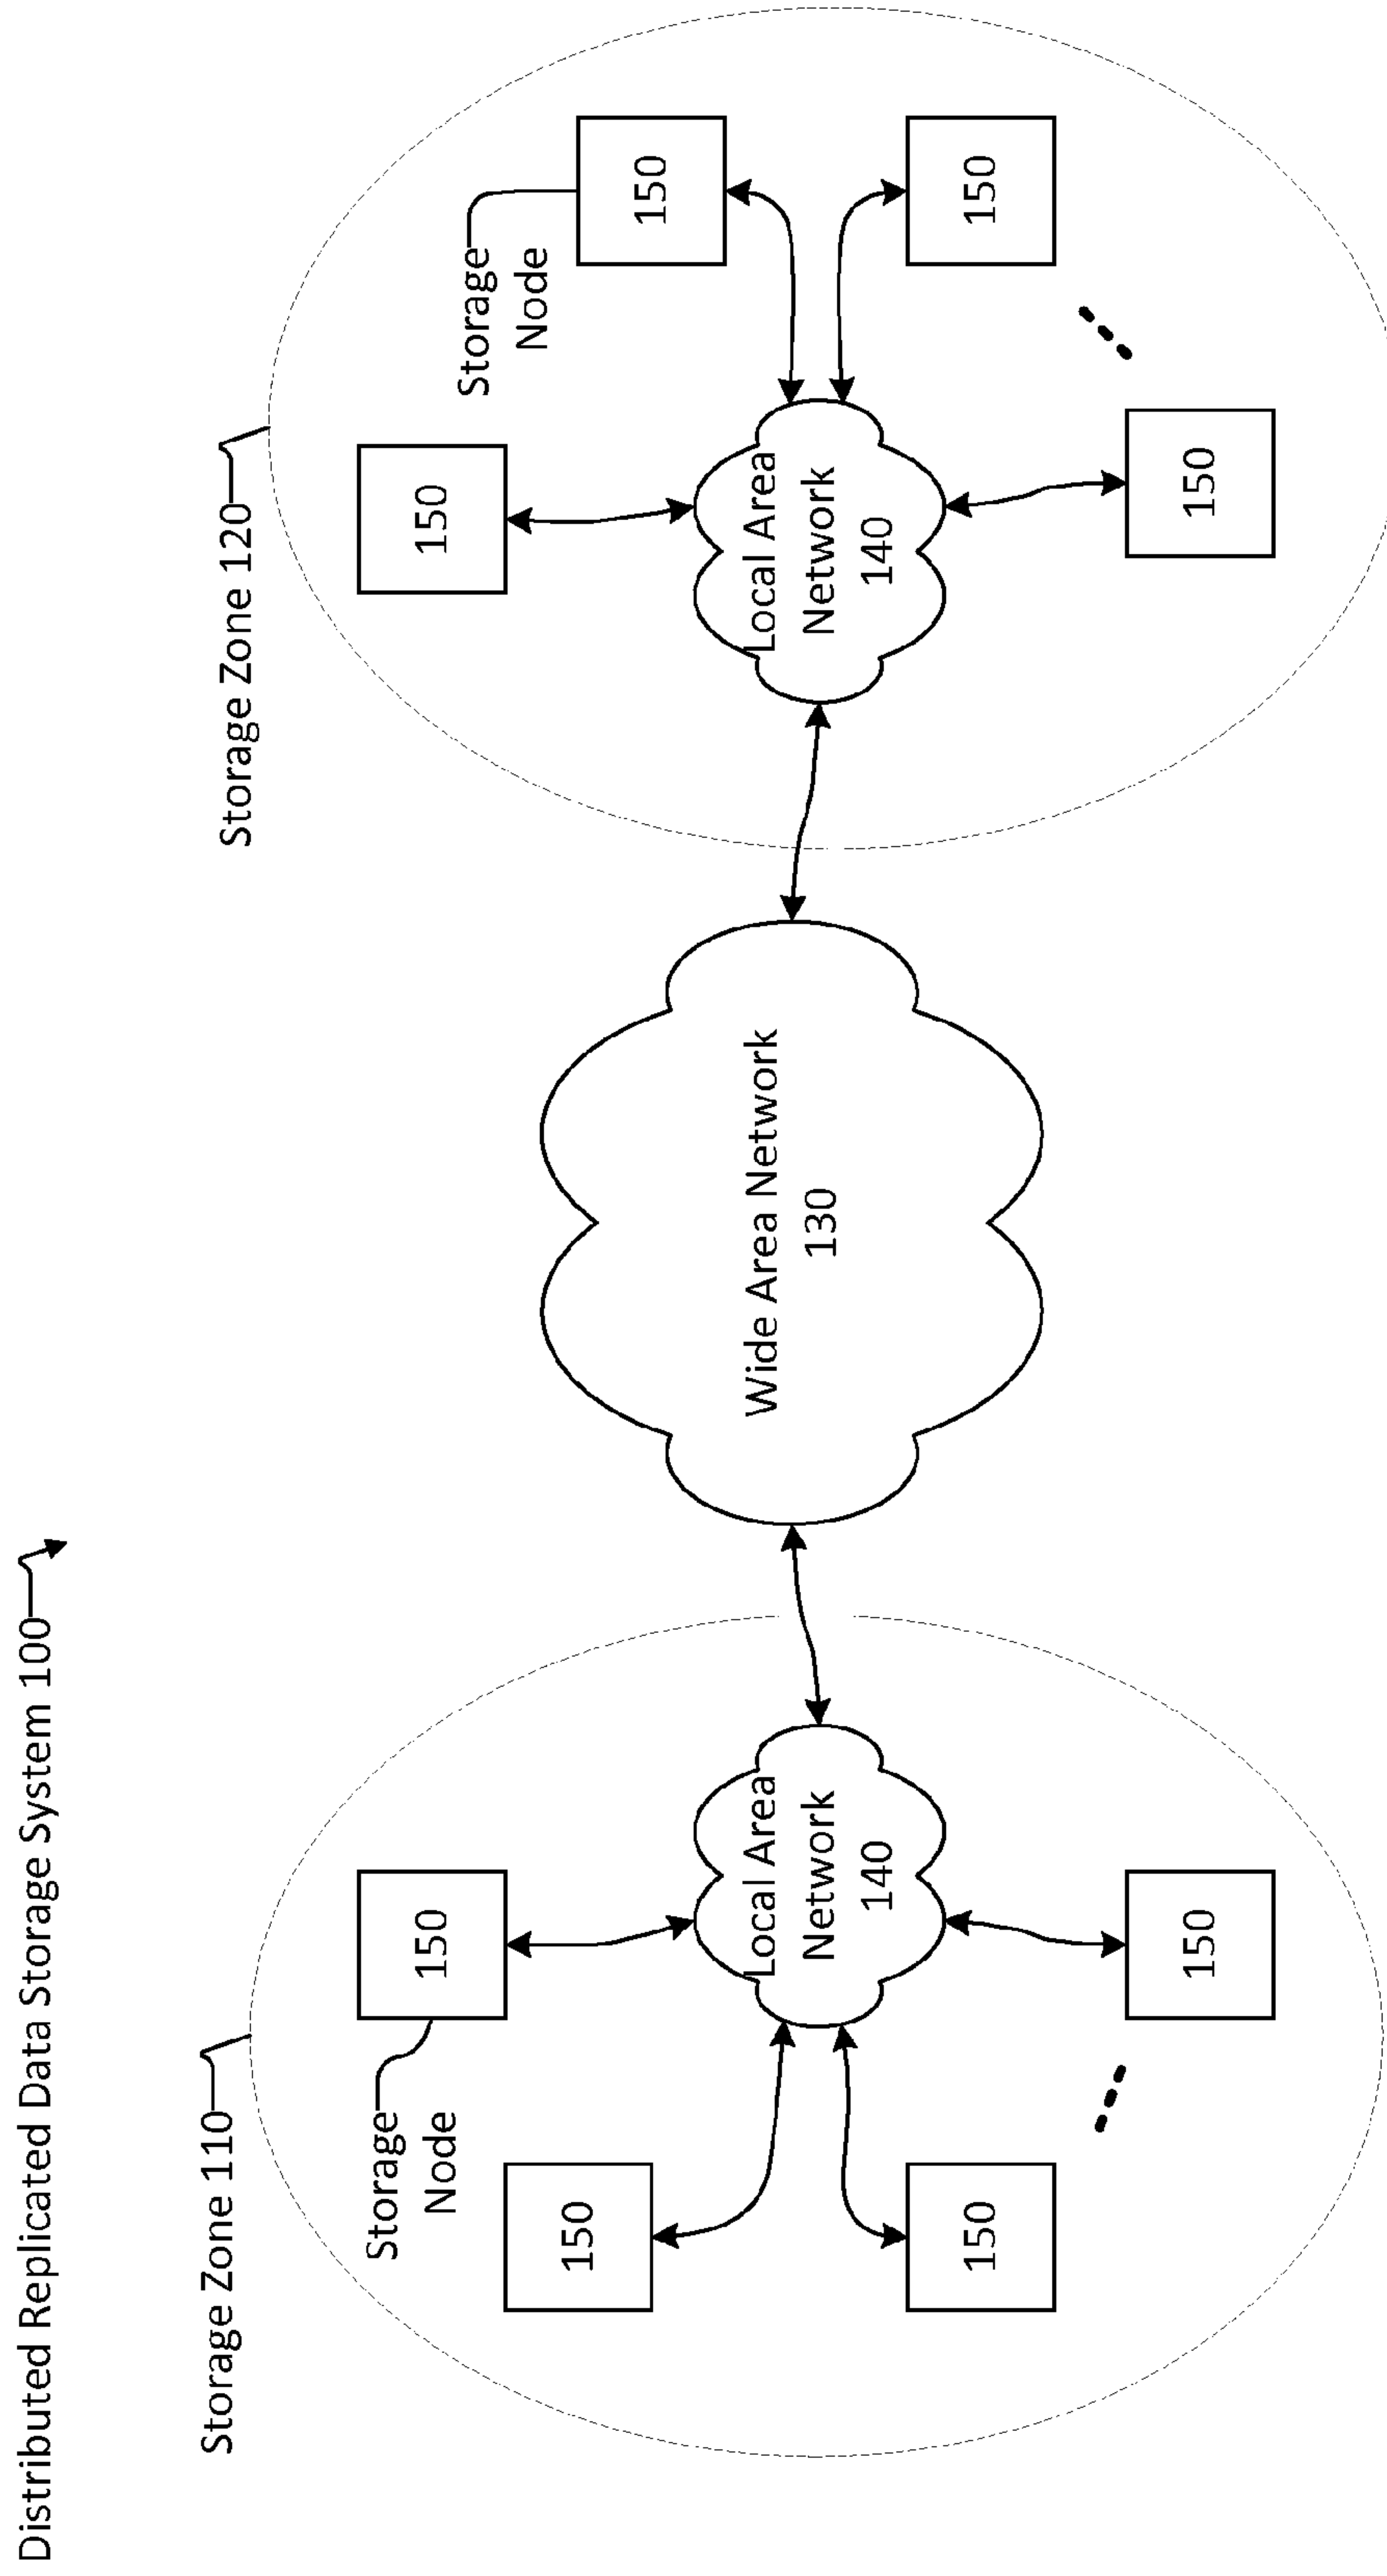 Distributed Replicated Data Storage System 100
Storage Zone 110
Storage Zone 120
Storage
Node
150
150
150
150
Local Area
Network
140
Wide Area Network
130
Local Area
Network
140
Storage
Node
150
150
150
150